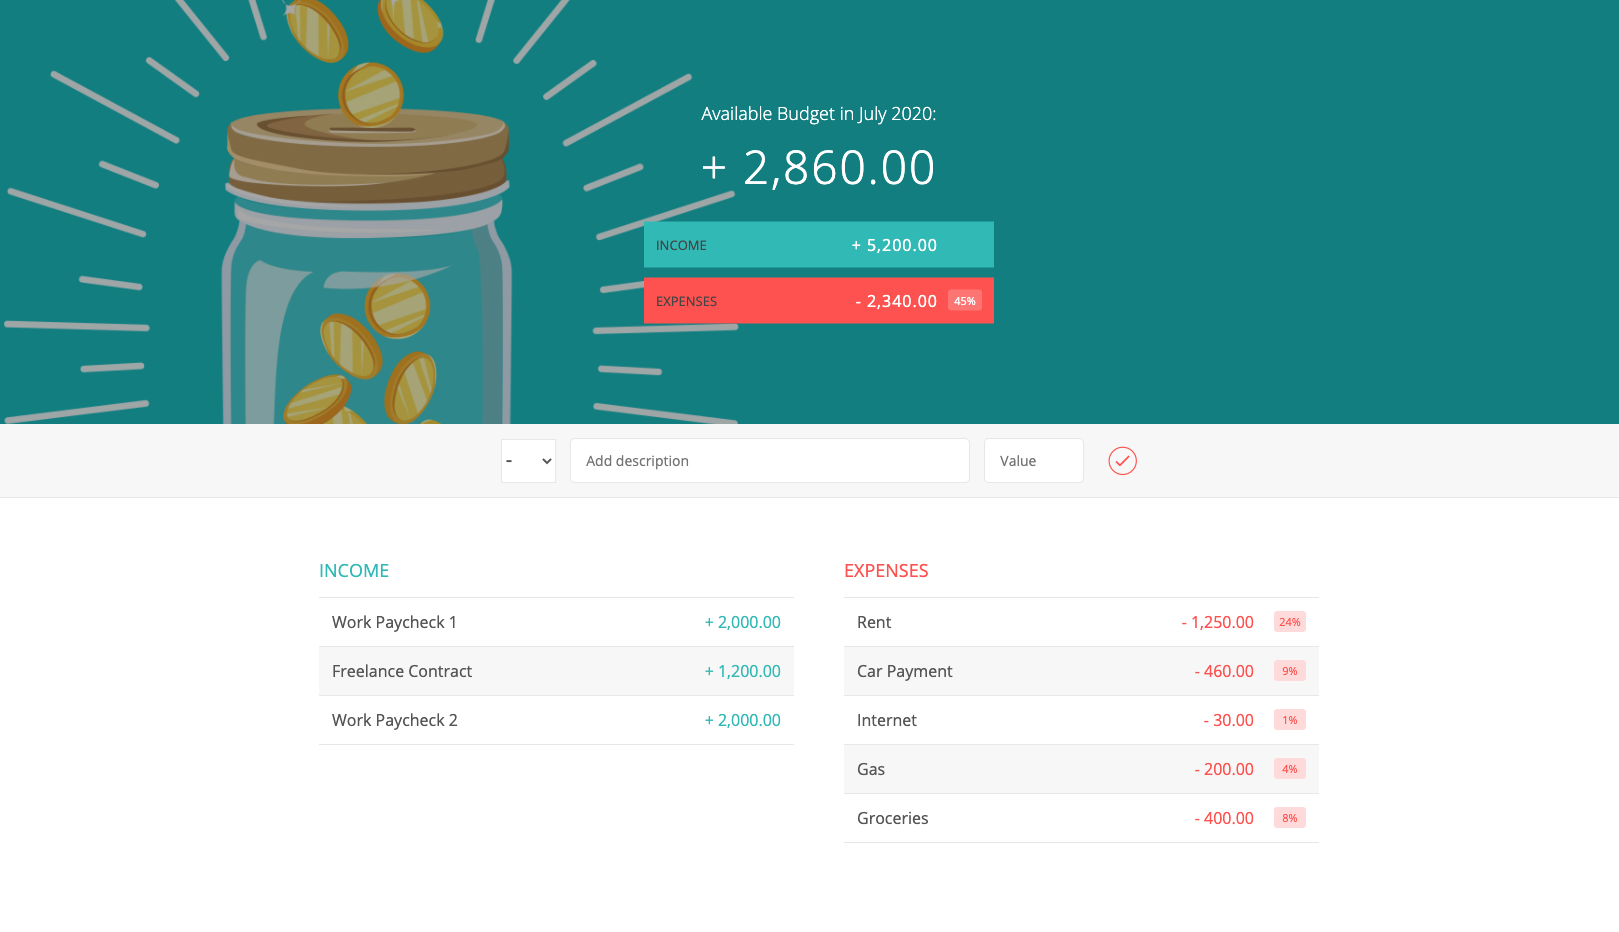 Available Budget in July 2020:
+ 2,860.00
INCOME + 5,200.00
EXPENSES - 2,340.00 45%
- Add description Value
INCOME
Work Paycheck 1 + 2,000.00
Freelance Contract + 1,200.00
Work Paycheck 2 + 2,000.00
EXPENSES
Rent - 1,250.00 24%
Car Payment - 460.00 9%
Internet - 30.00 1%
Gas - 200.00 4%
Groceries - 400.00 8%